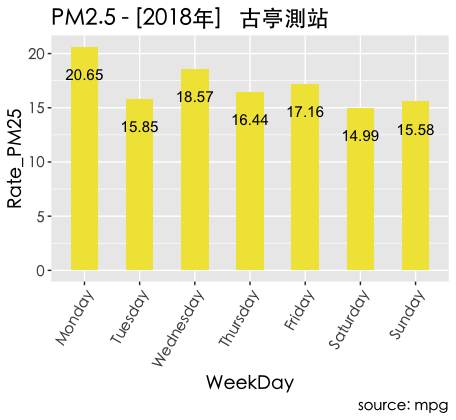 PM2.5 - [2018年] 古亭測站
Rate_PM25
20
15
10
5
0
20.65
15.85
18.57
16.44
17.16
14.99
15.58
Monday
Tuesday
Wednesday
Thursday
Friday
Saturday
Sunday
WeekDay
source: mpg